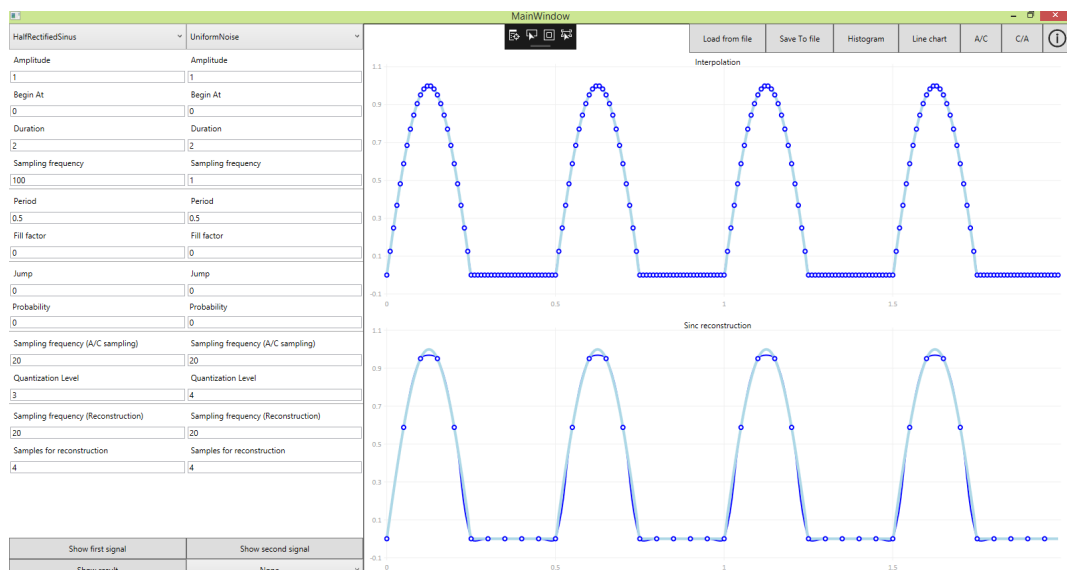 MainWindow
HalfRectifiedSinus UniformNoise
Load from file Save To file Histogram Line chart A/C C/A
Amplitude Amplitude
1 1
Begin At Begin At
0 0
Duration Duration
2 2
Sampling frequency Sampling frequency
100 1
Period Period
0.5 0.5
Fill factor Fill factor
0 0
Jump Jump
0 0
Probability Probability
0 0
Sampling frequency (A/C sampling) Sampling frequency (A/C sampling)
20 20
Quantization Level Quantization Level
3 4
Sampling frequency (Reconstruction) Sampling frequency (Reconstruction)
20 20
Samples for reconstruction Samples for reconstruction
4 4
Show first signal Show second signal
Show result None
Interpolation
1.1
0.9
0.7
0.5
0.3
0.1
-0.1
0 0.5 1 1.5
Sinc reconstruction
1.1
0.9
0.7
0.5
0.3
0.1
-0.1
0 0.5 1 1.5